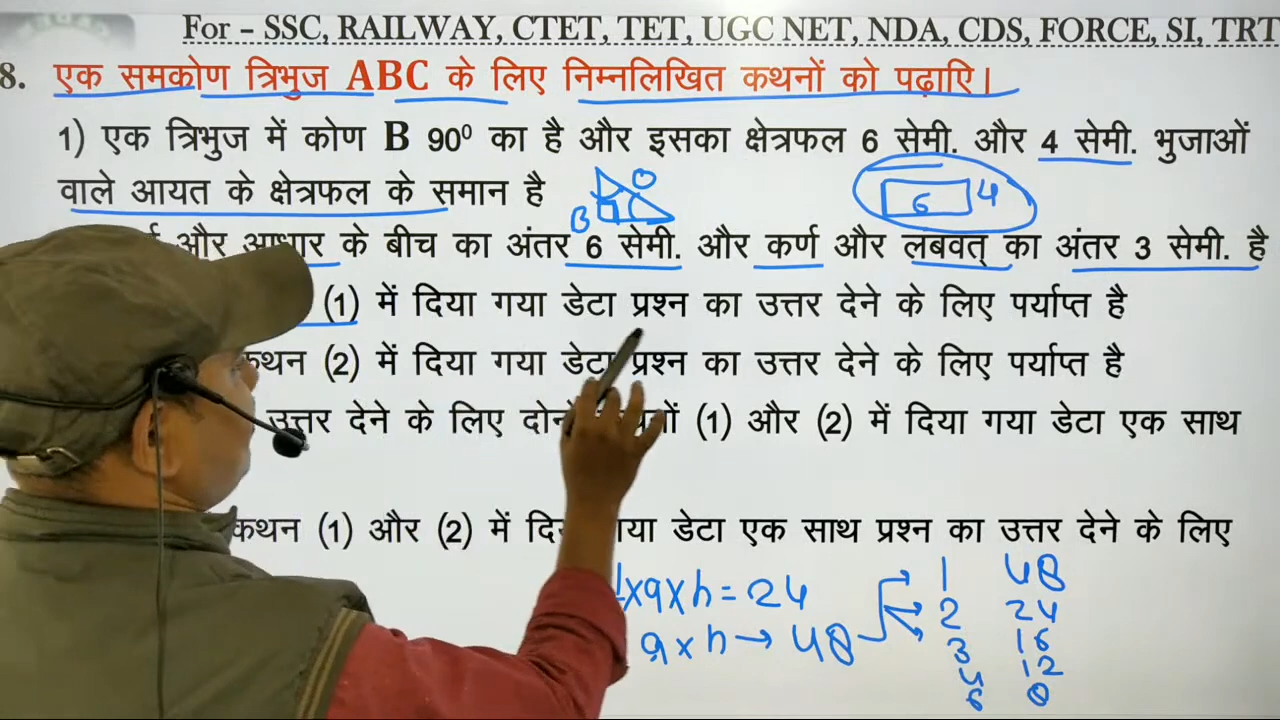 For – SSC, RAILWAY, CTET, TET, UGC NET, NDA, CDS, FORCE, SI, TRT
8. एक समकोण त्रिभुज ABC के लिए निम्नलिखित कथनों को पढ़ाएि।
1) एक त्रिभुज में कोण B 90⁰ का है और इसका क्षेत्रफल 6 सेमी. और 4 सेमी. भुजाओं
वाले आयत के क्षेत्रफल के समान है
B
6 4
और आधार के बीच का अंतर 6 सेमी. और कर्ण और लबवत् का अंतर 3 सेमी. है
(1) में दिया गया डेटा प्रश्न का उत्तर देने के लिए पर्याप्त है
कथन (2) में दिया गया डेटा प्रश्न का उत्तर देने के लिए पर्याप्त है
उत्तर देने के लिए (1) और (2) में दिया गया डेटा एक साथ
कथन (1) और (2) में गया डेटा एक साथ प्रश्न का उत्तर देने के लिए
×a×h=24
a×h→48
1 48
2 24
3 16
4 12
6 8